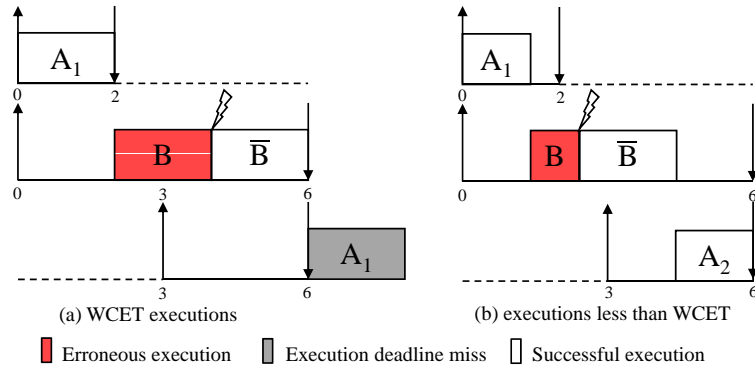 A1
A1
0
2
0
2
B
B̅
B
B̅
0
3
6
0
3
6
A1
A2
3
6
3
6
(a) WCET executions
(b) executions less than WCET
Erroneous execution
Execution deadline miss
Successful execution